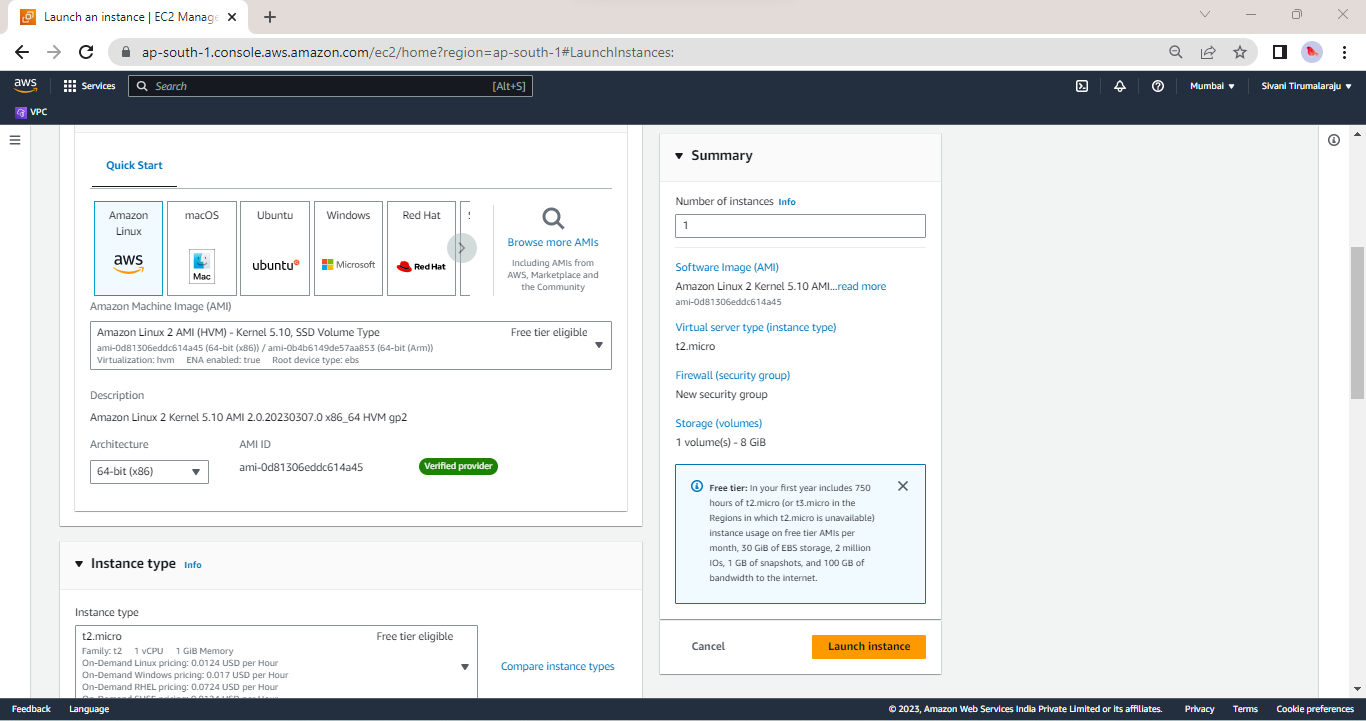 Launch an instance | EC2 Manage
ap-south-1.console.aws.amazon.com/ec2/home?region=ap-south-1#LaunchInstances:
aws
Services
Search
[Alt+S]
Mumbai
Sivani Tirumalaraju
VPC
Quick Start
Amazon
Linux
aws
macOS
Mac
Ubuntu
ubuntu
Windows
Microsoft
Red Hat
Red Hat
Browse more AMIs
Including AMIs from
AWS, Marketplace and
the Community
Amazon Machine Image (AMI)
Amazon Linux 2 AMI (HVM) - Kernel 5.10, SSD Volume Type
Free tier eligible
ami-0d81306eddc614a45 (64-bit (x86)) / ami-0b4b6149de57aa853 (64-bit (Arm))
Virtualization: hvm ENA enabled: true Root device type: ebs
Description
Amazon Linux 2 Kernel 5.10 AMI 2.0.20230307.0 x86_64 HVM gp2
Architecture
AMI ID
64-bit (x86)
ami-0d81306eddc614a45
Verified provider
Instance type Info
Instance type
t2.micro
Free tier eligible
Family: t2 1 vCPU 1 GiB Memory
On-Demand Linux pricing: 0.0124 USD per Hour
On-Demand Windows pricing: 0.017 USD per Hour
On-Demand RHEL pricing: 0.0724 USD per Hour
On-Demand SUSE pricing: 0.0124 USD per Hour
Compare instance types
Summary
Number of instances Info
1
Software Image (AMI)
Amazon Linux 2 Kernel 5.10 AMI...read more
ami-0d81306eddc614a45
Virtual server type (instance type)
t2.micro
Firewall (security group)
New security group
Storage (volumes)
1 volume(s) - 8 GiB
Free tier: In your first year includes 750
hours of t2.micro (or t3.micro in the
Regions in which t2.micro is unavailable)
instance usage on free tier AMIs per
month, 30 GiB of EBS storage, 2 million
IOs, 1 GB of snapshots, and 100 GB of
bandwidth to the internet.
Cancel
Launch instance
Feedback
Language
© 2023, Amazon Web Services India Private Limited or its affiliates.
Privacy
Terms
Cookie preferences